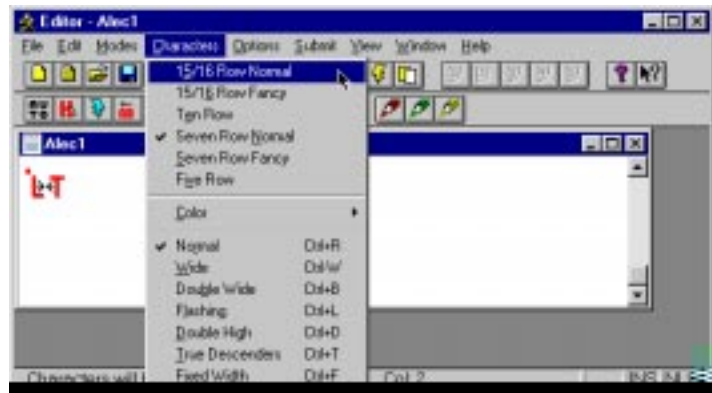 Editor - Alec1
File Edit Modes Characters Options Submit View Window Help
15/16 Row Normal
15/16 Row Fancy
Ten Row
Seven Row Normal
Seven Row Fancy
Five Row
Color
Normal Ctrl+R
Wide Ctrl+W
Double Wide Ctrl+B
Flashing Ctrl+L
Double High Ctrl+D
True Descenders Ctrl+T
Fixed Width Ctrl+F
Alec1
Characters will
Col 2
INS